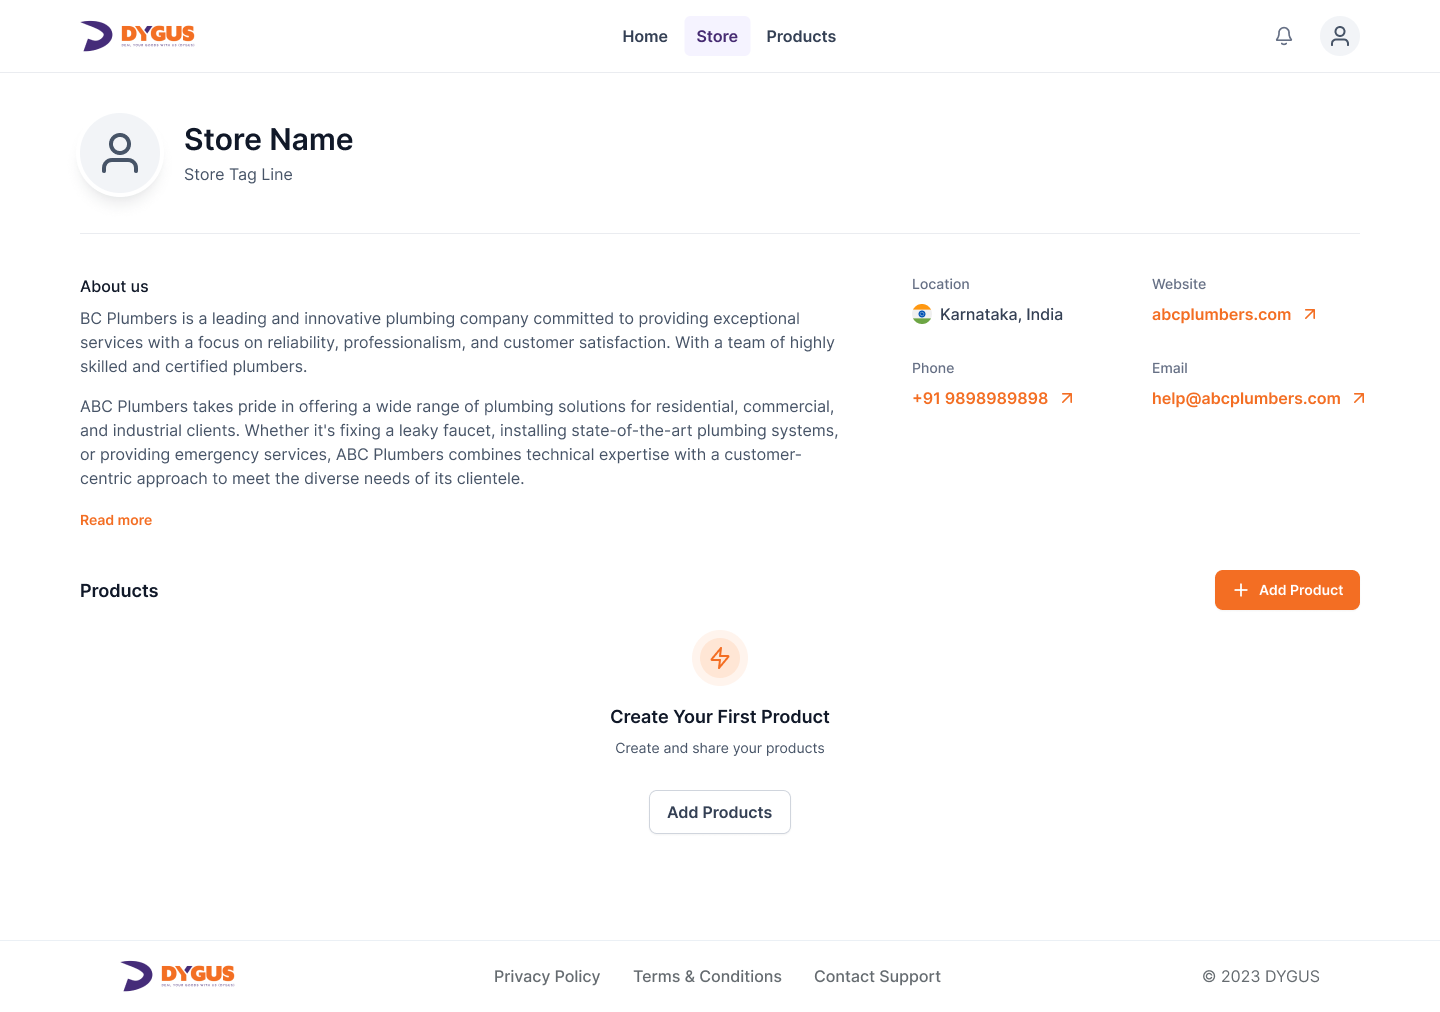 DYGUS
Home
Store
Products
Store Name
Store Tag Line
About us
BC Plumbers is a leading and innovative plumbing company committed to providing exceptional
services with a focus on reliability, professionalism, and customer satisfaction. With a team of highly
skilled and certified plumbers.
ABC Plumbers takes pride in offering a wide range of plumbing solutions for residential, commercial,
and industrial clients. Whether it's fixing a leaky faucet, installing state-of-the-art plumbing systems,
or providing emergency services, ABC Plumbers combines technical expertise with a customer-
centric approach to meet the diverse needs of its clientele.
Read more
Location
Karnataka, India
Website
abcplumbers.com
Phone
+91 9898989898
Email
help@abcplumbers.com
Products
Add Product
Create Your First Product
Create and share your products
Add Products
DYGUS
Privacy Policy
Terms & Conditions
Contact Support
© 2023 DYGUS